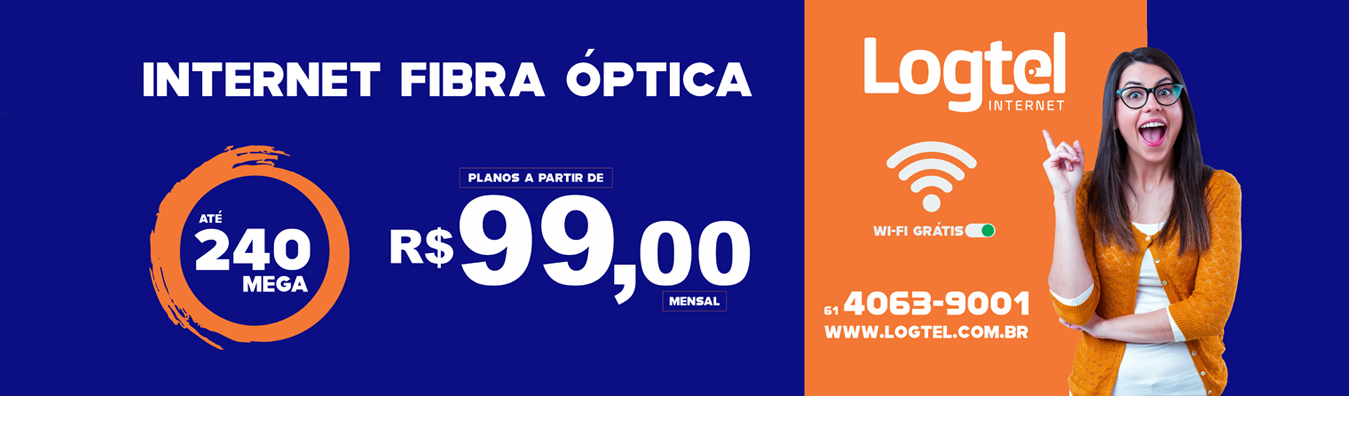 INTERNET FIBRA ÓPTICA
ATÉ
240
MEGA
PLANOS A PARTIR DE
R$99,00
MENSAL
Logtel
INTERNET
WI-FI GRÁTIS
61 4063-9001
WWW.LOGTEL.COM.BR